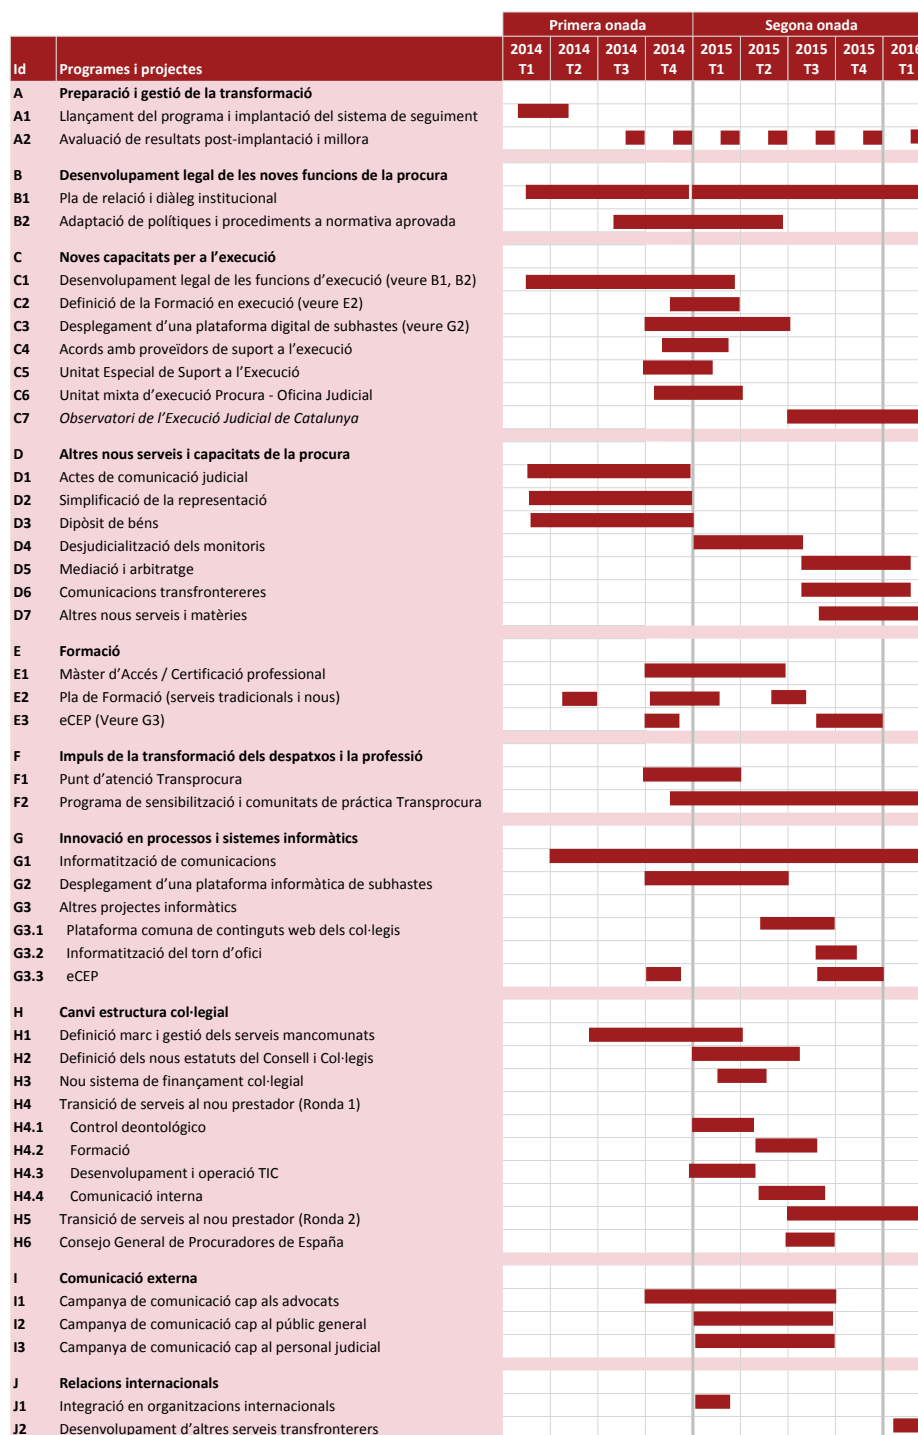 Primera onada Segona onada
2014 2014 2014 2014 2015 2015 2015 2015 2016
Id Programes i projectes T1 T2 T3 T4 T1 T2 T3 T4 T1
A Preparació i gestió de la transformació
A1 Llançament del programa i implantació del sistema de seguiment
A2 Avaluació de resultats post-implantació i millora
B Desenvolupament legal de les noves funcions de la procura
B1 Pla de relació i diàleg institucional
B2 Adaptació de polítiques i procediments a normativa aprovada
C Noves capacitats per a l’execució
C1 Desenvolupament legal de les funcions d’execució (veure B1, B2)
C2 Definició de la Formació en execució (veure E2)
C3 Desplegament d’una plataforma digital de subhastes (veure G2)
C4 Acords amb proveïdors de suport a l’execució
C5 Unitat Especial de Suport a l’Execució
C6 Unitat mixta d’execució Procura - Oficina Judicial
C7 Observatori de l’Execució Judicial de Catalunya
D Altres nous serveis i capacitats de la procura
D1 Actes de comunicació judicial
D2 Simplificació de la representació
D3 Dipòsit de béns
D4 Desjudicialització dels monitoris
D5 Mediació i arbitratge
D6 Comunicacions transfrontereres
D7 Altres nous serveis i matèries
E Formació
E1 Màster d’Accés / Certificació professional
E2 Pla de Formació (serveis tradicionals i nous)
E3 eCEP (Veure G3)
F Impuls de la transformació dels despatxos i la professió
F1 Punt d’atenció Transprocura
F2 Programa de sensibilització i comunitats de práctica Transprocura
G Innovació en processos i sistemes informàtics
G1 Informatització de comunicacions
G2 Desplegament d’una plataforma informàtica de subhastes
G3 Altres projectes informàtics
G3.1 Plataforma comuna de continguts web dels col·legis
G3.2 Informatització del torn d’ofici
G3.3 eCEP
H Canvi estructura col·legial
H1 Definició marc i gestió dels serveis mancomunats
H2 Definició dels nous estatuts del Consell i Col·legis
H3 Nou sistema de finançament col·legial
H4 Transició de serveis al nou prestador (Ronda 1)
H4.1 Control deontológico
H4.2 Formació
H4.3 Desenvolupament i operació TIC
H4.4 Comunicació interna
H5 Transició de serveis al nou prestador (Ronda 2)
H6 Consejo General de Procuradores de España
I Comunicació externa
I1 Campanya de comunicació cap als advocats
I2 Campanya de comunicació cap al públic general
I3 Campanya de comunicació cap al personal judicial
J Relacions internacionals
J1 Integració en organitzacions internacionals
J2 Desenvolupament d’altres serveis transfronterers